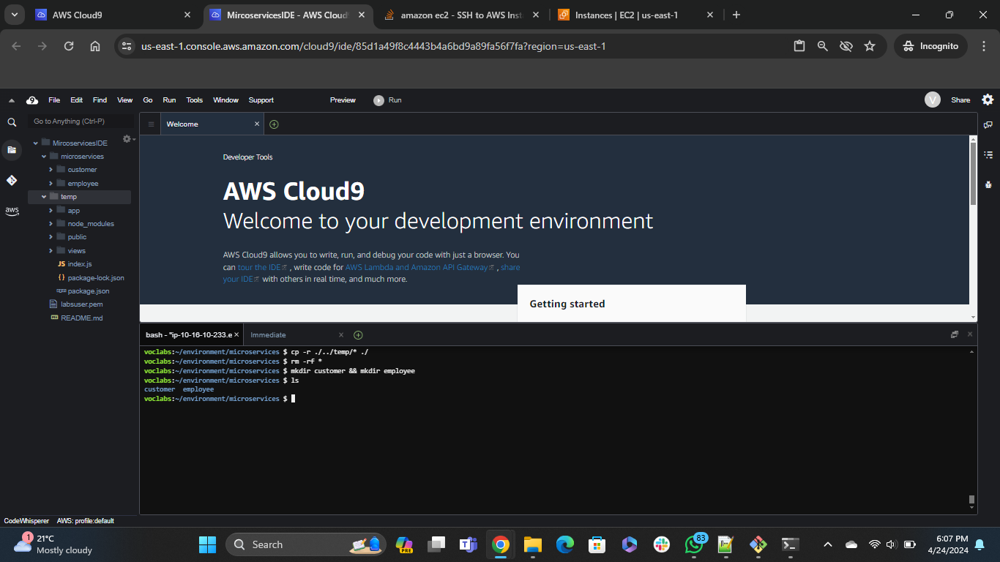 AWS Cloud9
MircoservicesIDE - AWS Cloud
amazon ec2 - SSH to AWS Inst
Instances | EC2 | us-east-1
us-east-1.console.aws.amazon.com/cloud9/ide/85d1a49f8c4443b4a6bd9a89fa56f7fa?region=us-east-1
Incognito
9 File Edit Find View Go Run Tools Window Support Preview Run V Share
Go to Anything (Ctrl-P)
MircoservicesIDE
microservices
customer
employee
temp
app
node_modules
public
views
JS index.js
{} package-lock.json
package.json
labsuser.pem
README.md
aws
Welcome
Developer Tools
AWS Cloud9
Welcome to your development environment
AWS Cloud9 allows you to write, run, and debug your code with just a browser. You
can tour the IDE , write code for AWS Lambda and Amazon API Gateway , share
your IDE with others in real time, and much more.
Getting started
bash - "ip-10-16-10-233.e
Immediate
voclabs:~/environment/microservices $ cp -r ./../temp/* ./
voclabs:~/environment/microservices $ rm -rf *
voclabs:~/environment/microservices $ mkdir customer && mkdir employee
voclabs:~/environment/microservices $ ls
customer employee
voclabs:~/environment/microservices $
CodeWhisperer AWS: profile:default
1
21°C
Mostly cloudy
Search
PRE
83
6:07 PM
4/24/2024